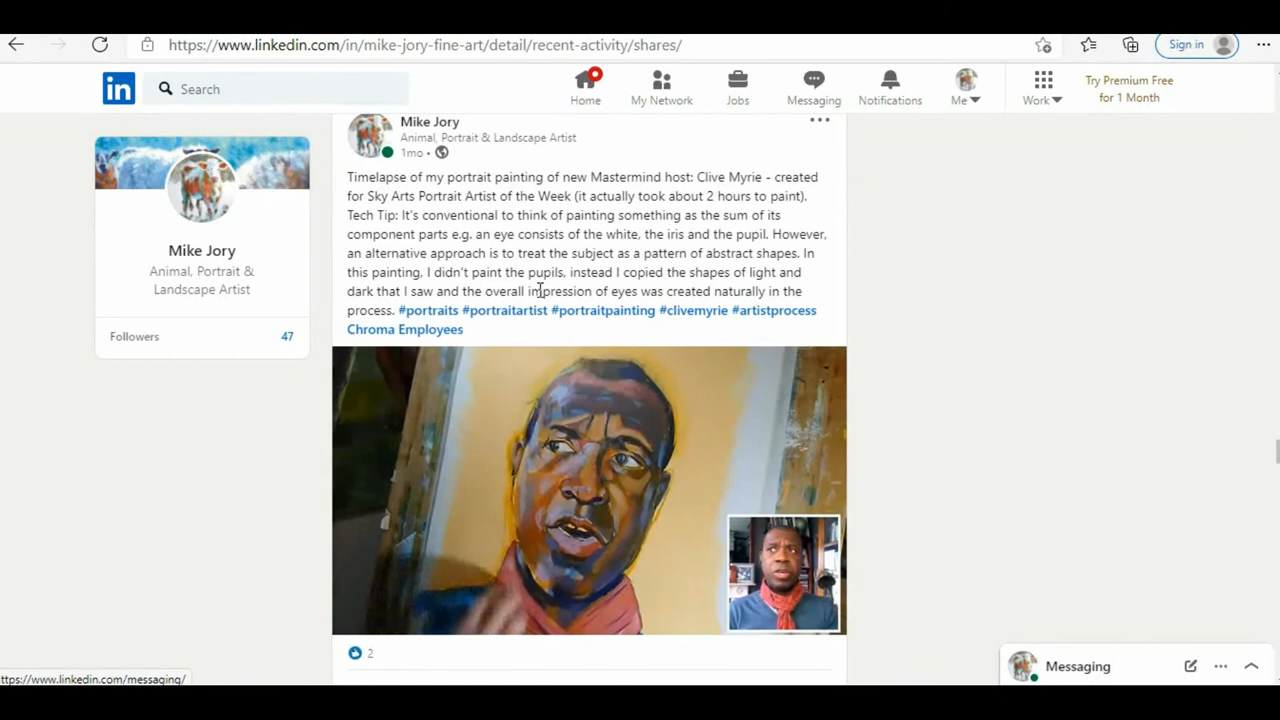 https://www.linkedin.com/in/mike-jory-fine-art/detail/recent-activity/shares/
Sign in
in
Search
Home
My Network
Jobs
Messaging
Notifications
Me
Work
Try Premium Free
for 1 Month
Mike Jory
Animal, Portrait &
Landscape Artist
Followers
47
Mike Jory
Animal, Portrait & Landscape Artist
1mo •
Timelapse of my portrait painting of new Mastermind host: Clive Myrie - created
for Sky Arts Portrait Artist of the Week (it actually took about 2 hours to paint).
Tech Tip: It's conventional to think of painting something as the sum of its
component parts e.g. an eye consists of the white, the iris and the pupil. However,
an alternative approach is to treat the subject as a pattern of abstract shapes. In
this painting, I didn't paint the pupils, instead I copied the shapes of light and
dark that I saw and the overall impression of eyes was created naturally in the
process. #portraits #portraitartist #portraitpainting #clivemyrie #artistprocess
Chroma Employees
2
Messaging
ttps://www.linkedin.com/messaging/